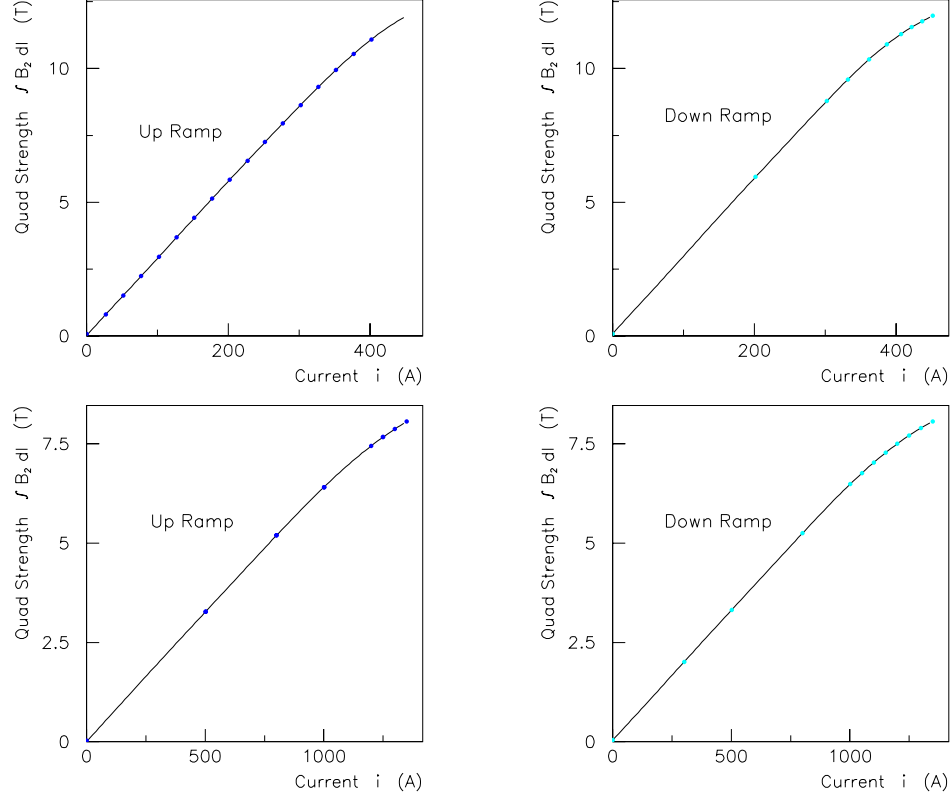 Quad Strength ∫ B₂ dl (T)
10
5
0
Up Ramp
0 200 400
Current i (A)
Quad Strength ∫ B₂ dl (T)
10
5
0
Down Ramp
0 200 400
Current i (A)
Quad Strength ∫ B₂ dl (T)
7.5
5
2.5
0
Up Ramp
0 500 1000
Current i (A)
Quad Strength ∫ B₂ dl (T)
7.5
5
2.5
0
Down Ramp
0 500 1000
Current i (A)